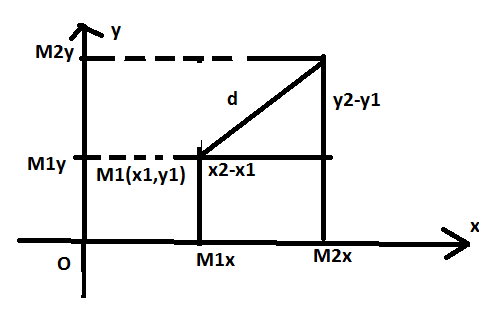 y
M2y
d
y2-y1
M1y
M1(x1,y1)
x2-x1
x
O
M1x
M2x